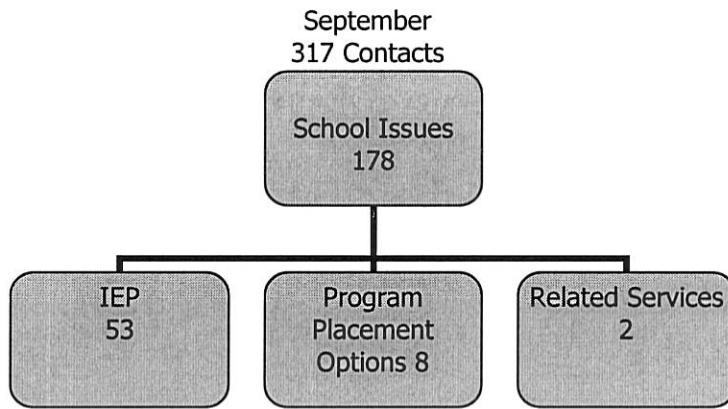 September
317 Contacts
School Issues
178
IEP
53
Program
Placement
Options 8
Related Services
2